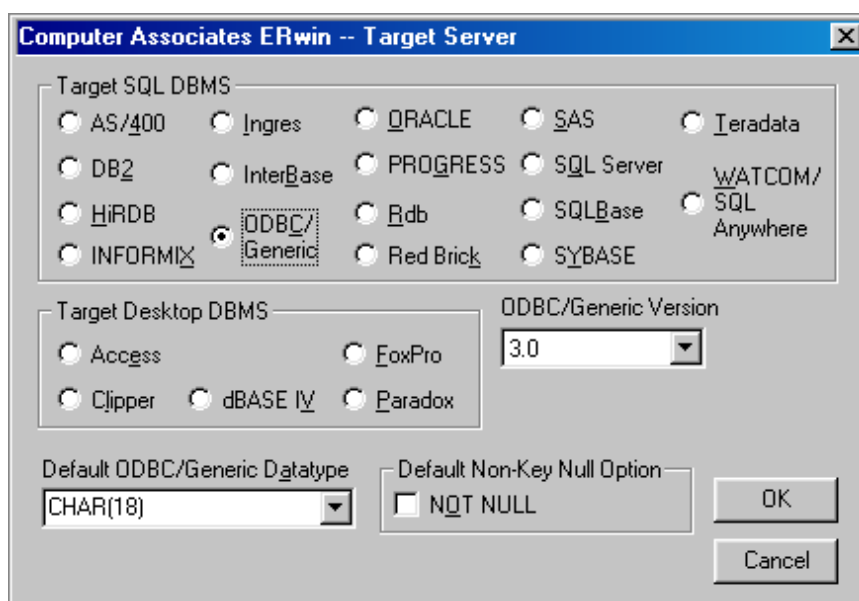 Computer Associates ERwin -- Target Server
Target SQL DBMS
AS/400
Ingres
ORACLE
SAS
Teradata
DB2
InterBase
PROGRESS
SQL Server
WATCOM/
SQL
Anywhere
HiRDB
ODBC/
Generic
Rdb
SQLBase
INFORMIX
Red Brick
SYBASE
Target Desktop DBMS
Access
FoxPro
Clipper
dBASE IV
Paradox
ODBC/Generic Version
3.0
Default ODBC/Generic Datatype
CHAR(18)
Default Non-Key Null Option
NOT NULL
OK
Cancel